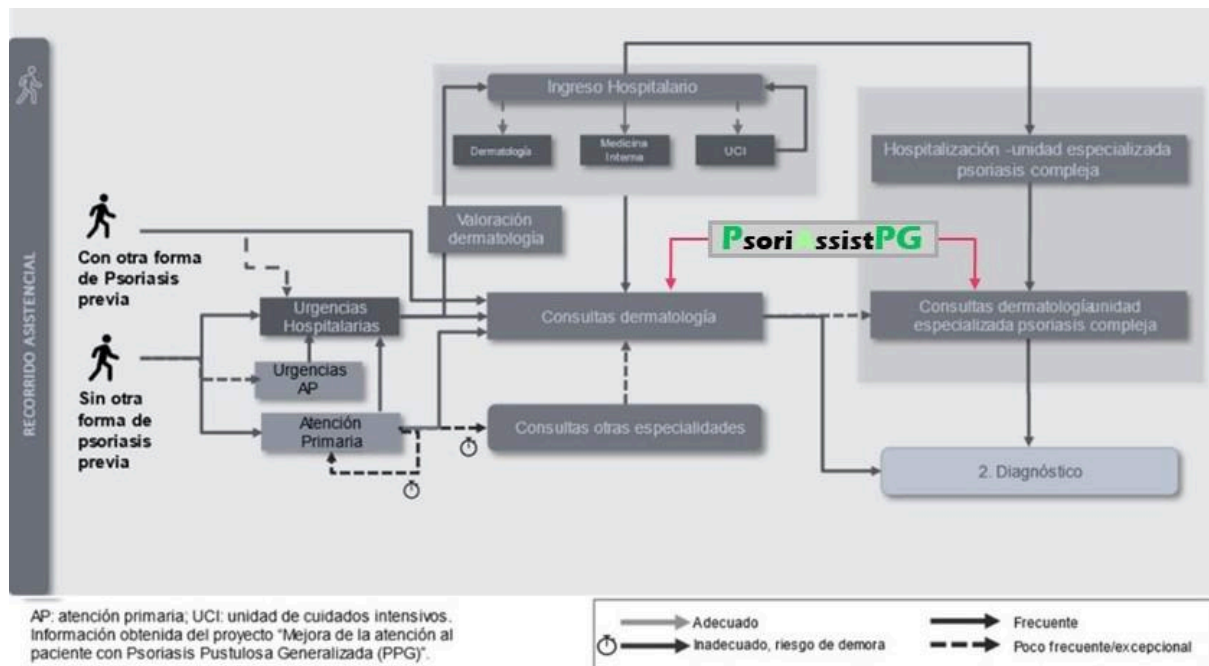 RECORRIDO ASISTENCIAL
Ingreso Hospitalario
Dermatología
Medicina
Interna
UCI
Hospitalización -unidad especializada
psoriasis compleja
Valoración
dermatología
PsoriAssistPG
Con otra forma
de Psoriasis
previa
Urgencias
Hospitalarias
Consultas dermatología
Consultas dermatología:unidad
especializada psoriasis compleja
Urgencias
AP
Sin otra
forma de
psoriasis
previa
Atención
Primaria
Consultas otras especialidades
2. Diagnóstico
AP: atención primaria; UCI: unidad de cuidados intensivos.
Información obtenida del proyecto “Mejora de la atención al
paciente con Psoriasis Pustulosa Generalizada (PPG)”.
Adecuado
Inadecuado, riesgo de demora
Frecuente
Poco frecuente/excepcional